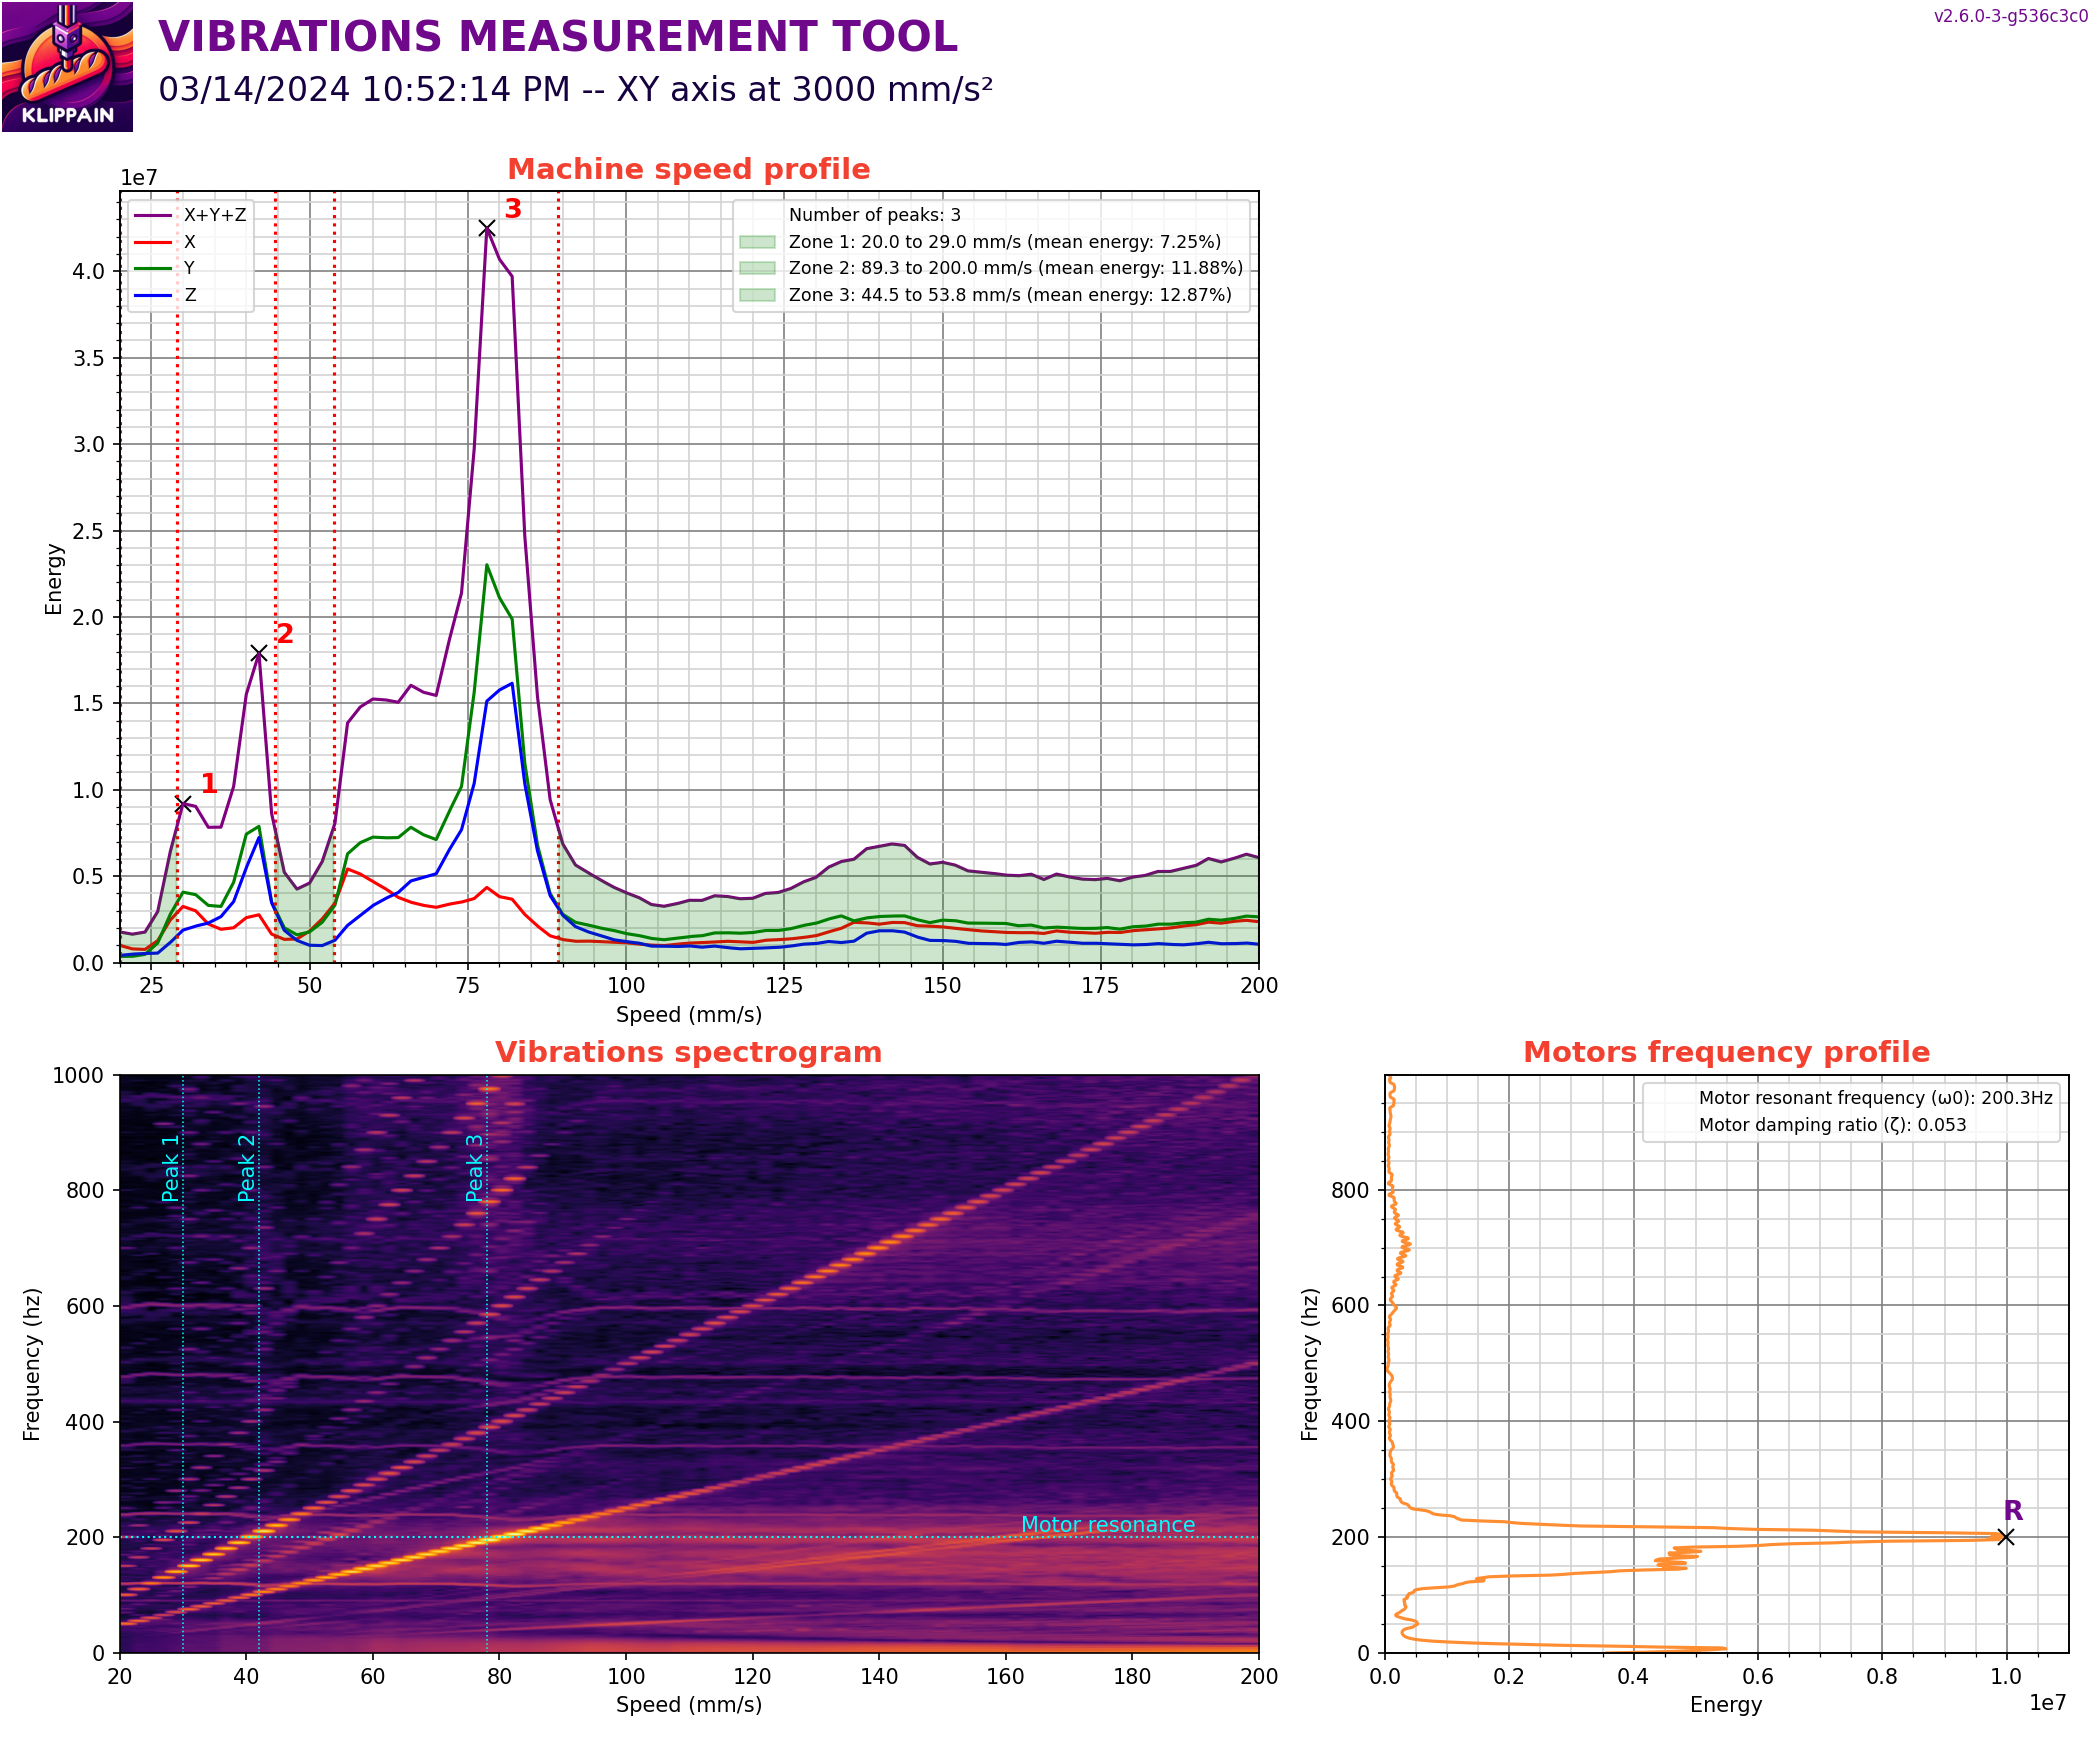 KLIPPAIN
VIBRATIONS MEASUREMENT TOOL
03/14/2024 10:52:14 PM -- XY axis at 3000 mm/s²
v2.6.0-3-g536c3c0
Machine speed profile
1e7
X+Y+Z
X
Y
Z
Number of peaks: 3
Zone 1: 20.0 to 29.0 mm/s (mean energy: 7.25%)
Zone 2: 89.3 to 200.0 mm/s (mean energy: 11.88%)
Zone 3: 44.5 to 53.8 mm/s (mean energy: 12.87%)
3
2
1
4.0
3.5
3.0
2.5
2.0
1.5
1.0
0.5
0.0
Energy
25 50 75 100 125 150 175 200
Speed (mm/s)
Vibrations spectrogram
1000
800
600
400
200
0
Frequency (hz)
Peak 1
Peak 2
Peak 3
Motor resonance
20 40 60 80 100 120 140 160 180 200
Speed (mm/s)
Motors frequency profile
Motor resonant frequency (ω0): 200.3Hz
Motor damping ratio (ζ): 0.053
R
800
600
400
200
0
Frequency (hz)
0.0 0.2 0.4 0.6 0.8 1.0
Energy
1e7